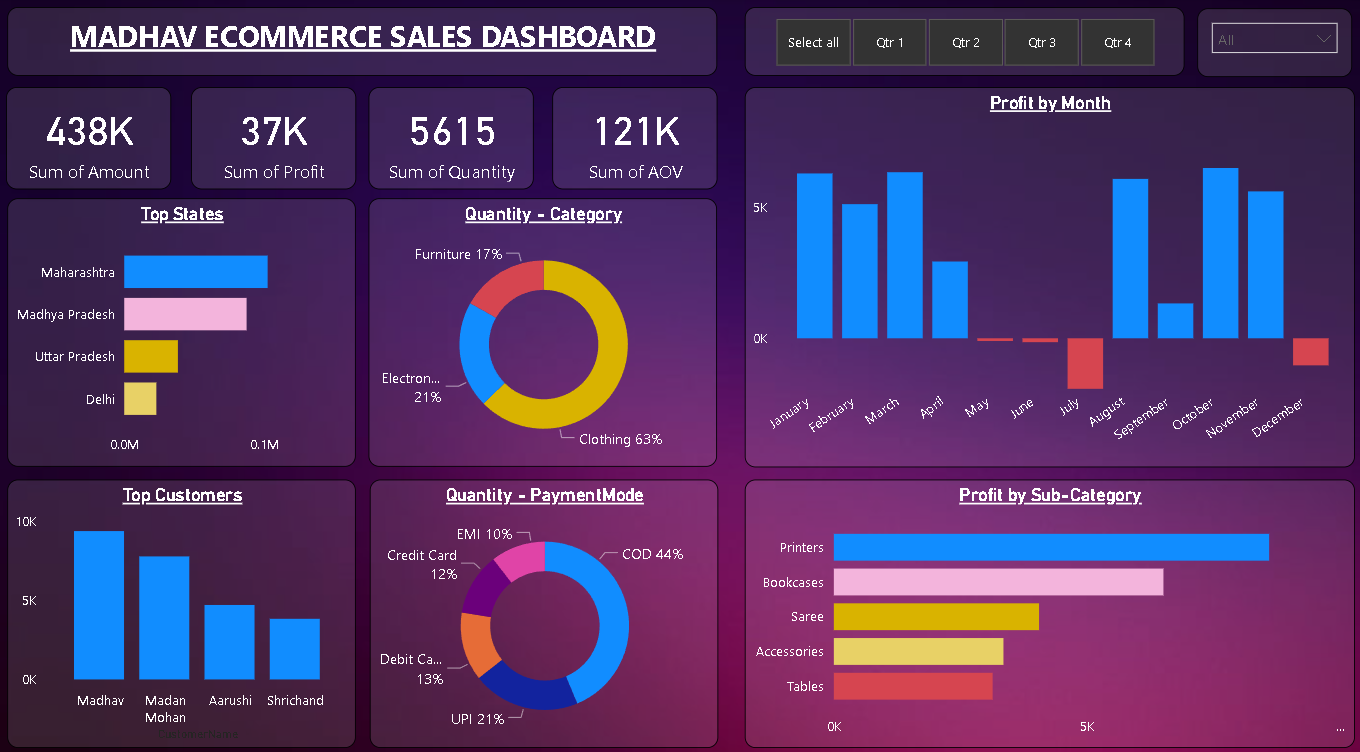 MADHAV ECOMMERCE SALES DASHBOARD
Select all
Qtr 1
Qtr 2
Qtr 3
Qtr 4
All
438K
Sum of Amount
37K
Sum of Profit
5615
Sum of Quantity
121K
Sum of AOV
Top States
Maharashtra
Madhya Pradesh
Uttar Pradesh
Delhi
0.0M
0.1M
Quantity - Category
Furniture 17%
Electron...
21%
Clothing 63%
Profit by Month
5K
0K
January
February
March
April
May
June
July
August
September
October
November
December
Top Customers
10K
5K
0K
Madhav
Madan
Mohan
Aarushi
Shrichand
Quantity - PaymentMode
EMI 10%
Credit Card
12%
Debit Ca...
13%
UPI 21%
COD 44%
Profit by Sub-Category
Printers
Bookcases
Saree
Accessories
Tables
0K
5K
...